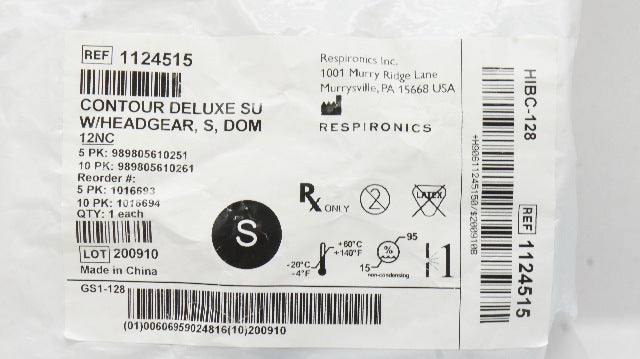 REF 1124515
CONTOUR DELUXE SU
W/HEADGEAR, S, DOM
12NC
5 PK: 989805610251
10 PK: 989805610261
Reorder #:
5 PK: 1016693
10 PK: 1016694
QTY: 1 each
LOT 200910
Made in China
GS1-128
(01)00606959024816(10)200910
Respironics Inc.
1001 Murry Ridge Lane
Murrysville, PA 15668 USA
RESPIRONICS
S
Rx ONLY
2
LATEX
-20°C
-4°F
+60°C
+140°F
%
95
15
non-condensing
1
HIBC-128
REF 1124515